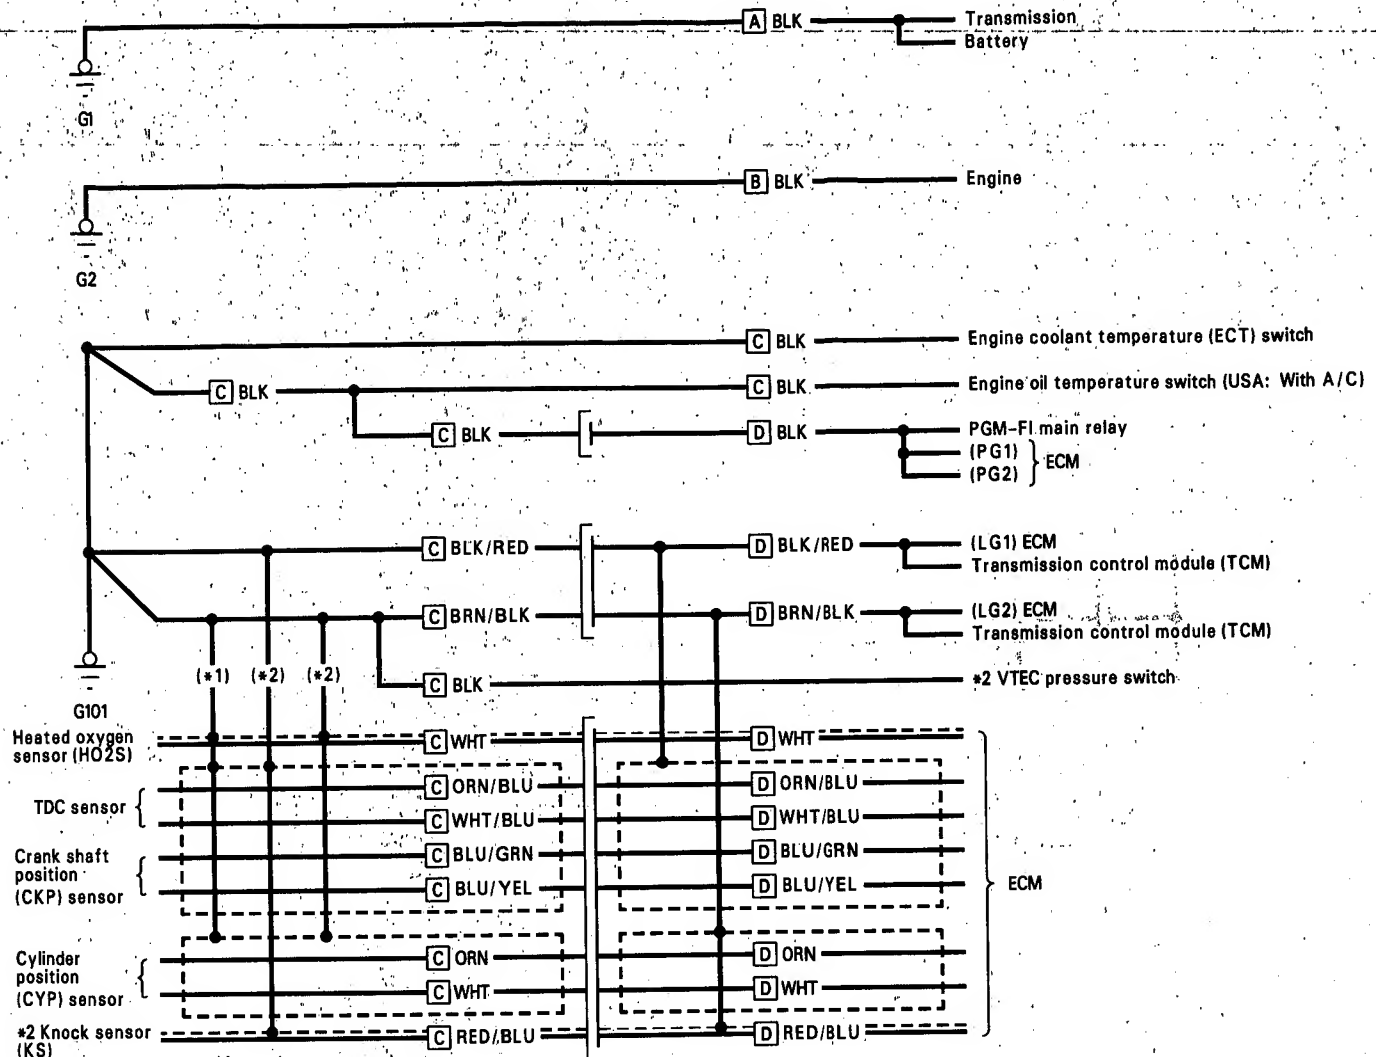 A BLK Transmission
Battery
G1
B BLK Engine
G2
C BLK Engine coolant temperature (ECT) switch
C BLK C BLK Engine oil temperature switch (USA: With A/C)
C BLK D BLK PGM-FI main relay
(PG1)
(PG2) ECM
C BLK/RED D BLK/RED (LG1) ECM
Transmission control module (TCM)
C BRN/BLK D BRN/BLK (LG2) ECM
Transmission control module (TCM)
(*1) (*2) (*2)
C BLK *2 VTEC pressure switch
G101
Heated oxygen
sensor (HO2S) C WHT D WHT
TDC sensor
C ORN/BLU D ORN/BLU
C WHT/BLU D WHT/BLU
Crank shaft
position
(CKP) sensor
C BLU/GRN D BLU/GRN
C BLU/YEL D BLU/YEL
ECM
Cylinder
position
(CYP) sensor
C ORN D ORN
C WHT D WHT
*2 Knock sensor
(KS)
C RED/BLU D RED/BLU